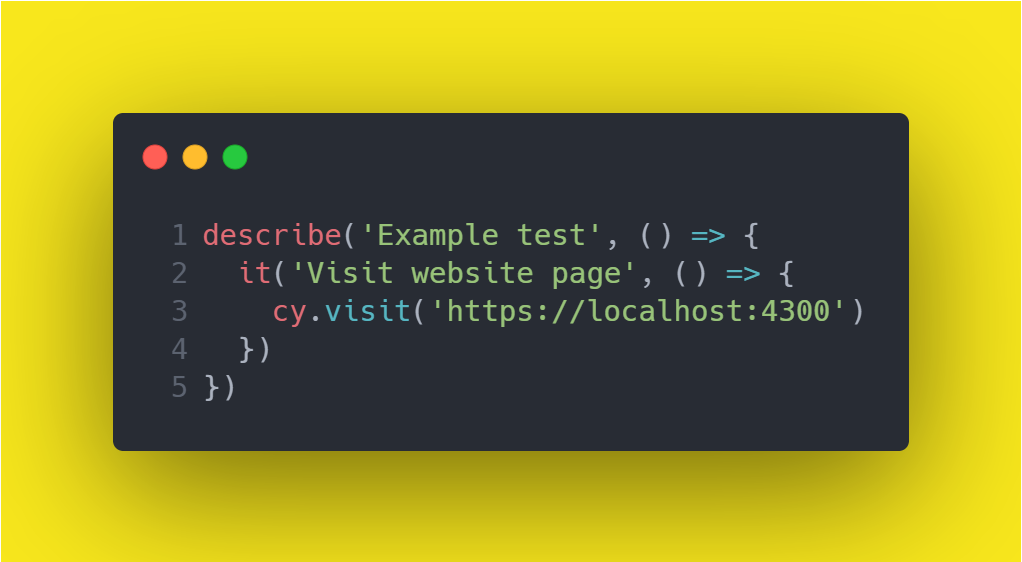 1 describe('Example test', () => {
2   it('Visit website page', () => {
3     cy.visit('https://localhost:4300')
4   })
5 })